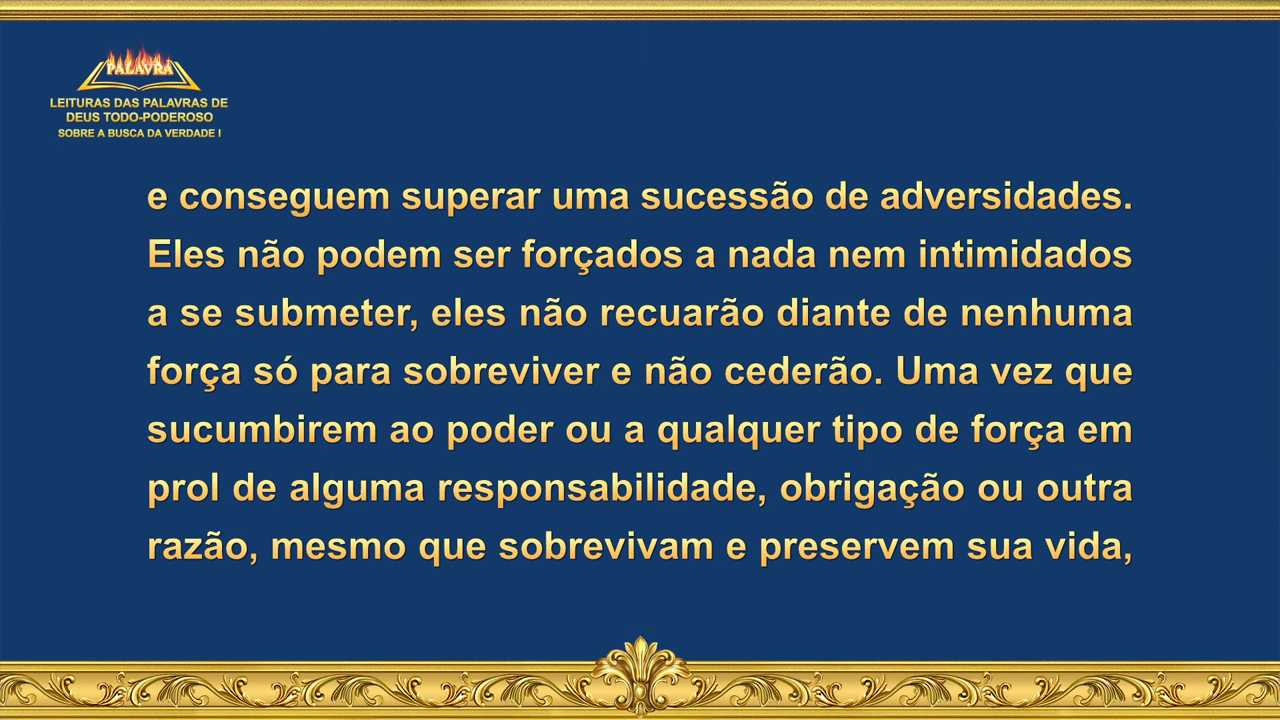 PALAVRA
LEITURAS DAS PALAVRAS DE
DEUS TODO-PODEROSO
SOBRE A BUSCA DA VERDADE I
e conseguem superar uma sucessão de adversidades.
Eles não podem ser forçados a nada nem intimidados
a se submeter, eles não recuarão diante de nenhuma
força só para sobreviver e não cederão. Uma vez que
sucumbirem ao poder ou a qualquer tipo de força em
prol de alguma responsabilidade, obrigação ou outra
razão, mesmo que sobrevivam e preservem sua vida,